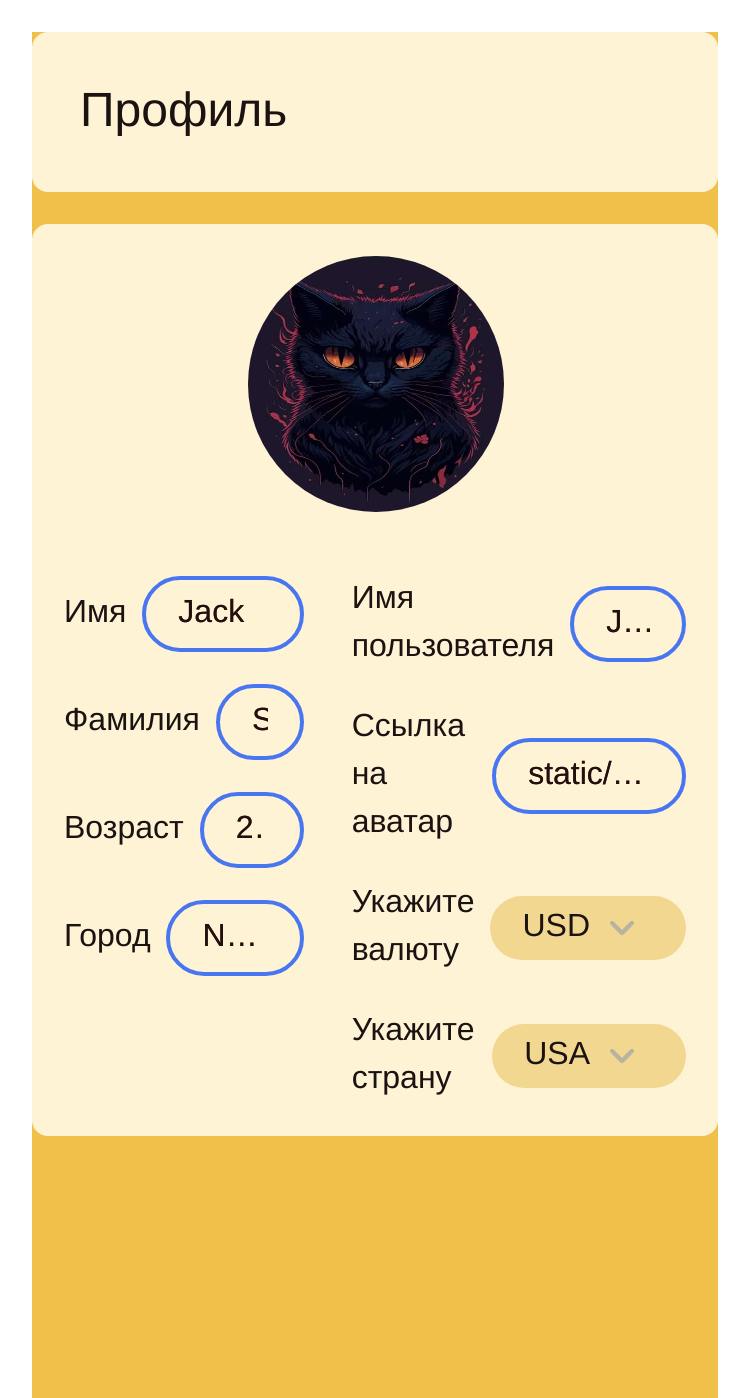 Профиль
Имя
Jack
Фамилия
S
Возраст
2.
Город
N…
Имя
пользователя
J…
Ссылка
на
аватар
static/…
Укажите
валюту
USD
Укажите
страну
USA